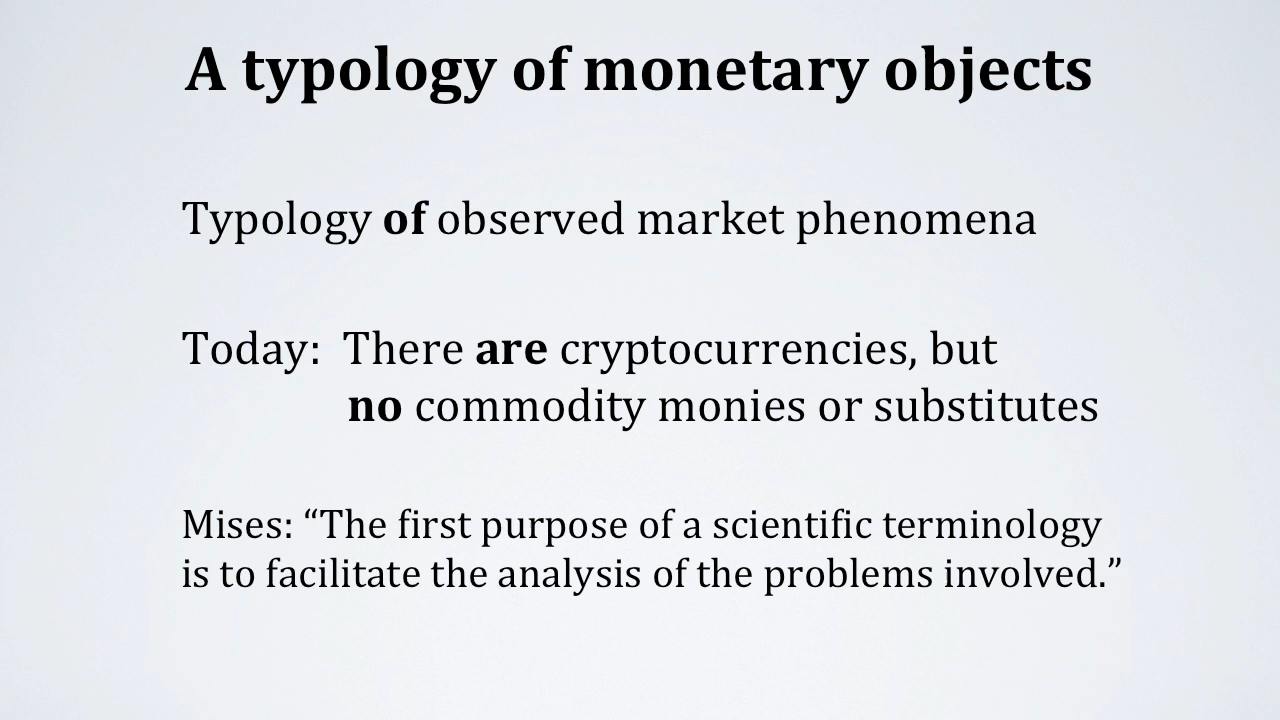 A typology of monetary objects
Typology of observed market phenomena
Today: There are cryptocurrencies, but
no commodity monies or substitutes
Mises: “The first purpose of a scientific terminology
is to facilitate the analysis of the problems involved.”